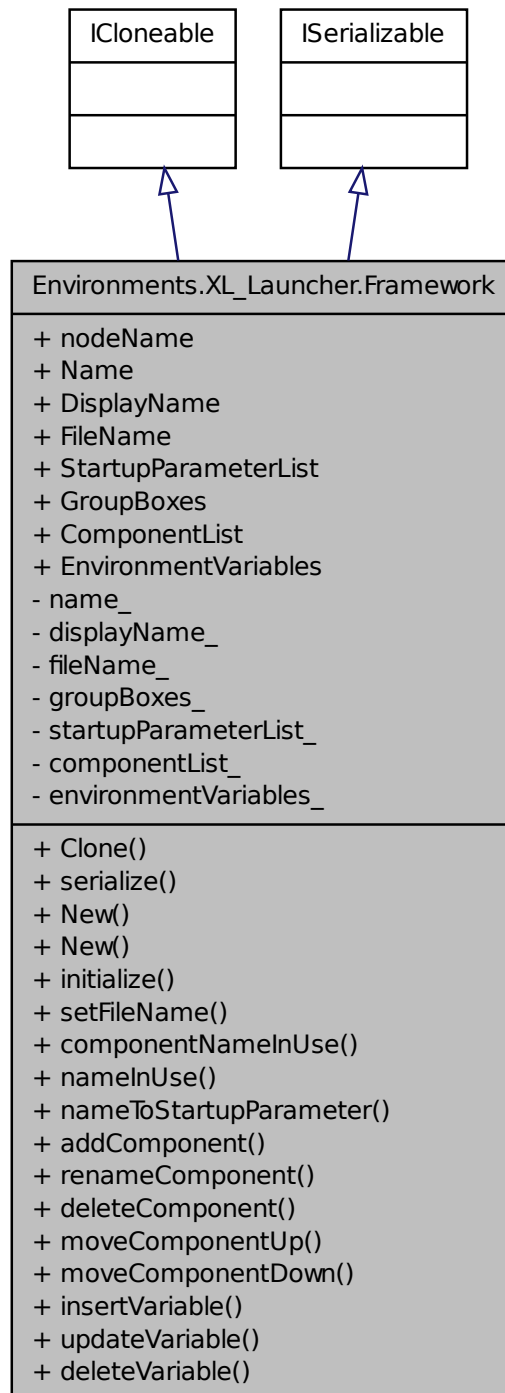 ICloneable
ISerializable
Environments.XL_Launcher.Framework
+ nodeName
+ Name
+ DisplayName
+ FileName
+ StartupParameterList
+ GroupBoxes
+ ComponentList
+ EnvironmentVariables
- name_
- displayName_
- fileName_
- groupBoxes_
- startupParameterList_
- componentList_
- environmentVariables_
+ Clone()
+ serialize()
+ New()
+ New()
+ initialize()
+ setFileName()
+ componentNameInUse()
+ nameInUse()
+ nameToStartupParameter()
+ addComponent()
+ renameComponent()
+ deleteComponent()
+ moveComponentUp()
+ moveComponentDown()
+ insertVariable()
+ updateVariable()
+ deleteVariable()